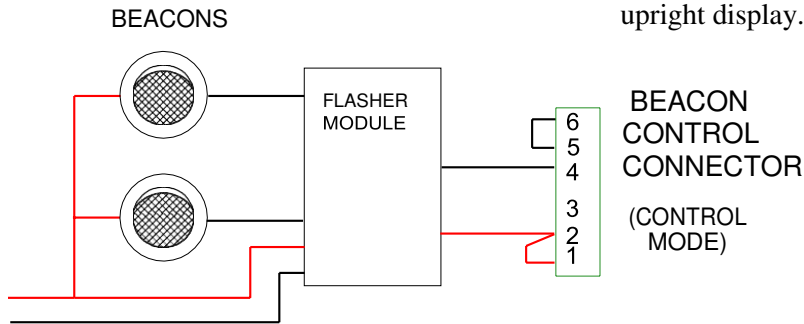 upright display.
BEACONS
FLASHER
MODULE
6
5
4
3
2
1
BEACON
CONTROL
CONNECTOR
(CONTROL
MODE)